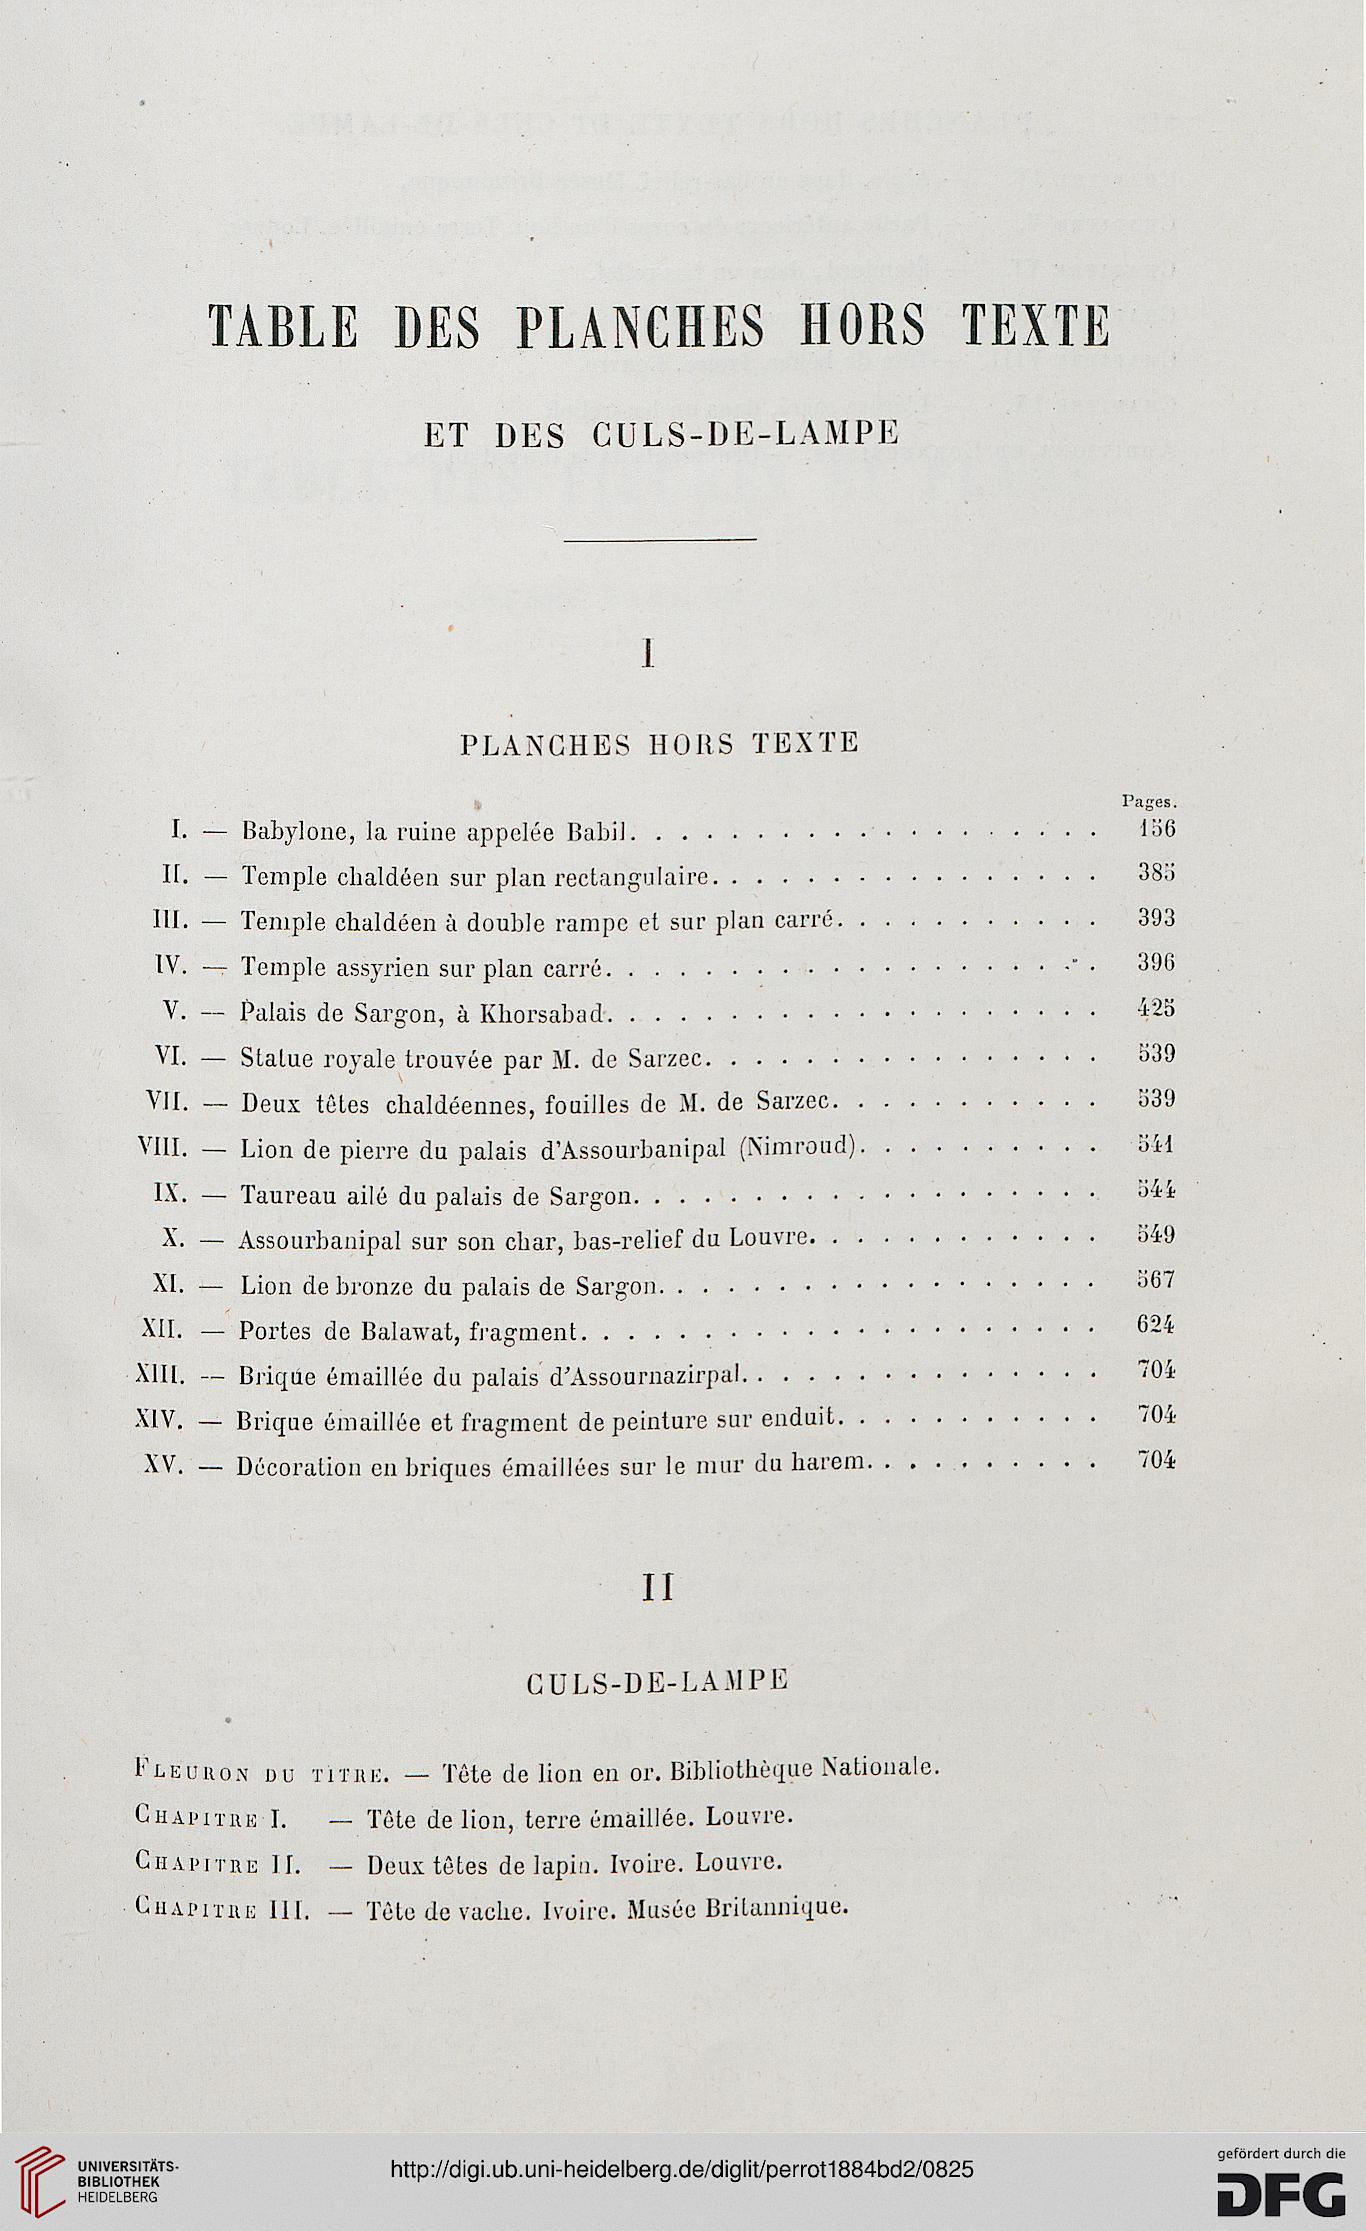 TABLE DES PLANCHES HORS TEXTE
ET DES CULS-DE-LAMPE
I
PLANCHES HORS TEXTE
Pages.
I. — Babylone, la ruine appelée Babil. . . . . . . . . . . . . . . . . . . 156
II. — Temple chaldéen sur plan rectangulaire. . . . . . . . . . . . . . . . 385
III. — Temple chaldéen à double rampe et sur plan carré. . . . . . . . . . . 393
IV. — Temple assyrien sur plan carré. . . . . . . . . . . . . . . . . . . . 396
V. — Palais de Sargon, à Khorsabad. . . . . . . . . . . . . . . . . . . . 425
VI. — Statue royale trouvée par M. de Sarzec. . . . . . . . . . . . . . . . 539
VII. — Deux têtes chaldéennes, fouilles de M. de Sarzec. . . . . . . . . . . 539
VIII. — Lion de pierre du palais d'Assourbanipal (Nimroud). . . . . . . . . . 541
IX. — Taureau ailé du palais de Sargon. . . . . . . . . . . . . . . . . . . 544
X. — Assourbanipal sur son char, bas-relief du Louvre. . . . . . . . . . . . 549
XI. — Lion de bronze du palais de Sargon. . . . . . . . . . . . . . . . . . 567
XII. — Portes de Balawat, fragment. . . . . . . . . . . . . . . . . . . . . 624
XIII. — Brique émaillée du palais d'Assournazirpal. . . . . . . . . . . . . . . 704
XIV. — Brique émaillée et fragment de peinture sur enduit. . . . . . . . . . . 704
XV. — Décoration en briques émaillées sur le mur du harem. . . . . . . . . . 704
II
CULS-DE-LAMPE
FLEURON DU TITRE. — Tête de lion en or. Bibliothèque Nationale.
CHAPITRE I. — Tête de lion, terre émaillée. Louvre.
CHAPITRE II. — Deux têtes de lapin. Ivoire. Louvre.
CHAPITRE III. — Tête de vache. Ivoire. Musée Britannique.
UNIVERSITÄTS-
BIBLIOTHEK
HEIDELBERG
http://digi.ub.uni-heidelberg.de/diglit/perrot1884bd2/0825
gefördert durch die
DFG